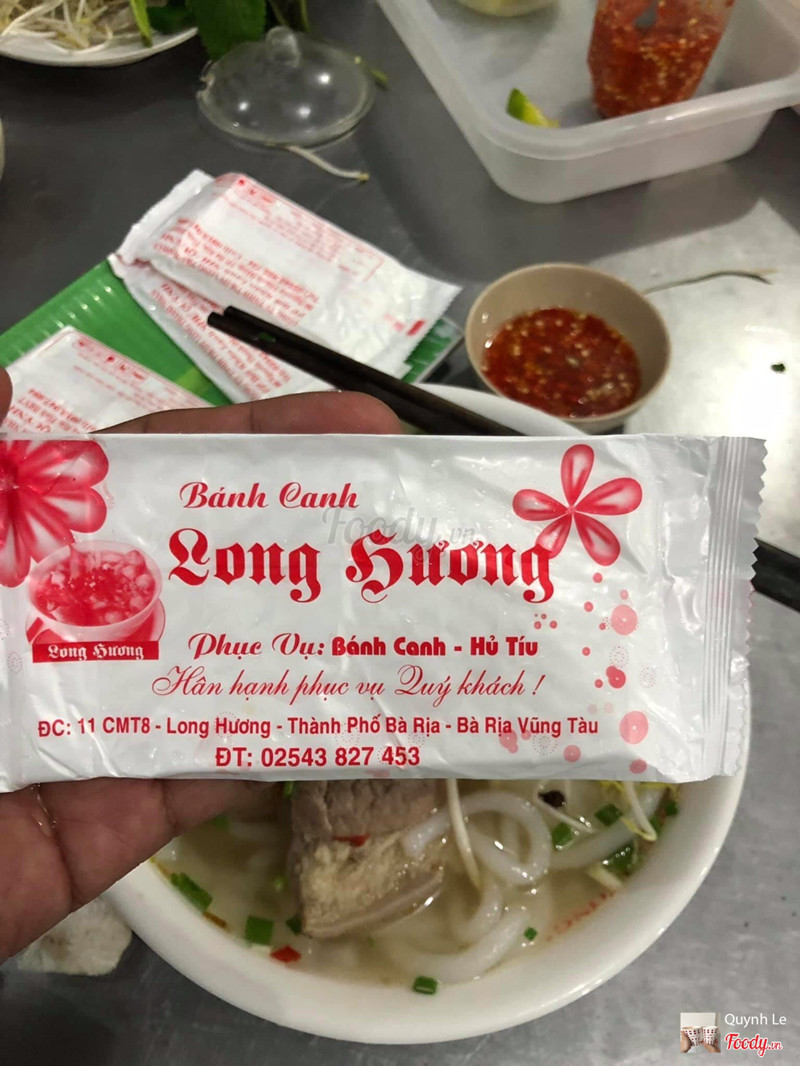 Bánh Canh
Foody.vn
Long Hương
Long Hương
Phục Vụ: Bánh Canh - Hủ Tíu
Hân hạnh phục vụ Quý khách !
ĐC: 11 CMT8 - Long Hương - Thành Phố Bà Rịa - Bà Rịa Vũng Tàu
ĐT: 02543 827 453
Quynh Le
Foody.vn